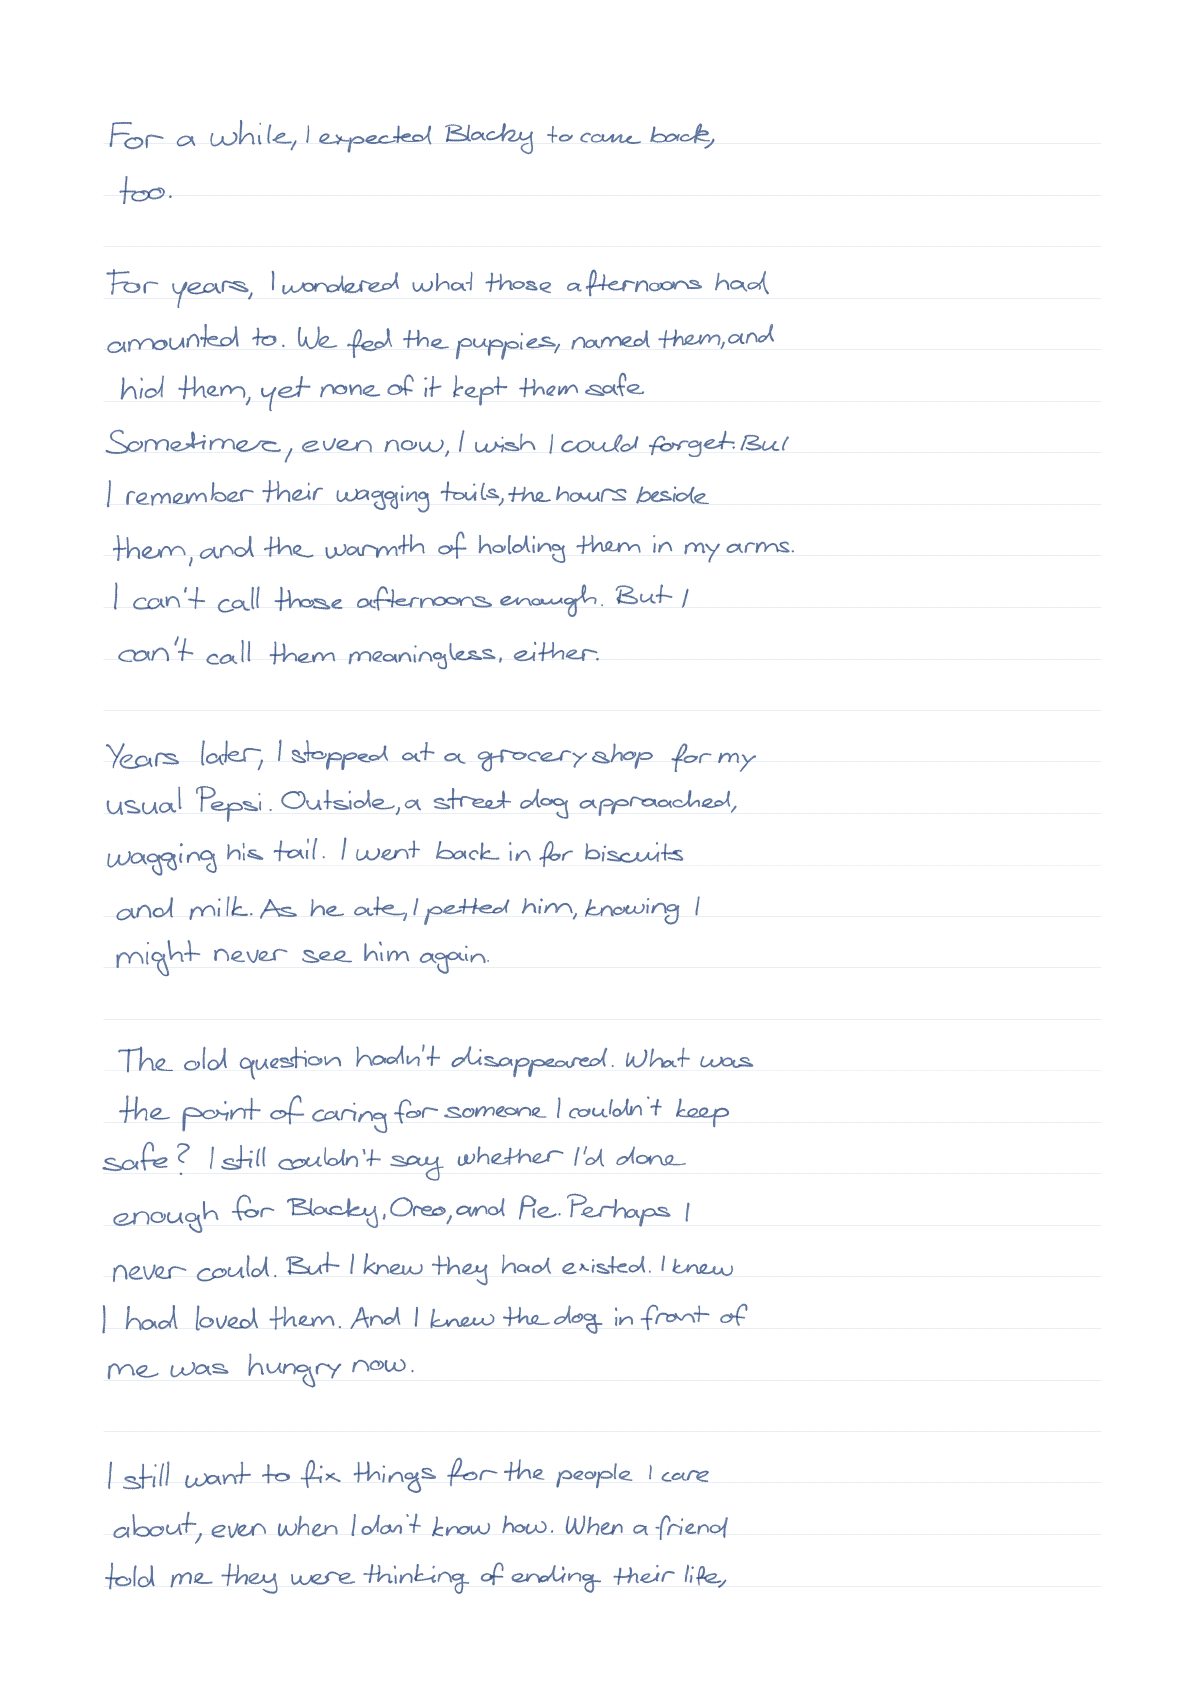 For a while, I expected Blacky to come back,
too.
For years, I wondered what those afternoons had
amounted to. We fed the puppies, named them, and
hid them, yet none of it kept them safe
Sometimes, even now, I wish I could forget. But
I remember their wagging tails, the hours beside
them, and the warmth of holding them in my arms.
I can't call those afternoons enough. But I
can't call them meaningless, either.
Years later, I stopped at a grocery shop for my
usual Pepsi. Outside, a street dog approached,
wagging his tail. I went back in for biscuits
and milk. As he ate, I petted him, knowing I
might never see him again.
The old question hadn't disappeared. What was
the point of caring for someone I couldn't keep
safe? I still couldn't say whether I'd done
enough for Blacky, Oreo, and Pie. Perhaps I
never could. But I knew they had existed. I knew
I had loved them. And I knew the dog in front of
me was hungry now.
I still want to fix things for the people I care
about, even when I don't know how. When a friend
told me they were thinking of ending their life,